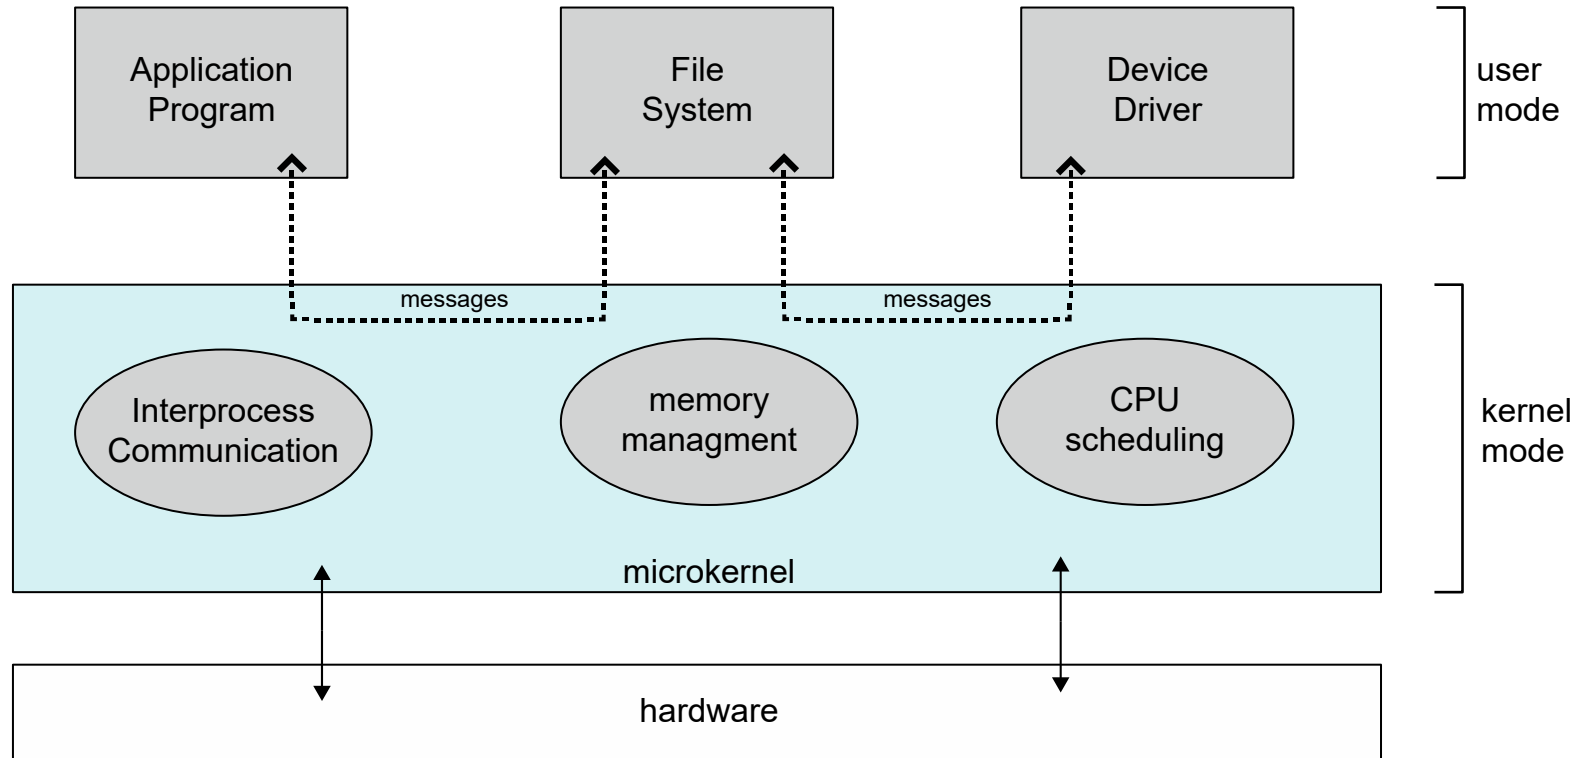 Application
Program
File
System
Device
Driver
user
mode
messages
messages
Interprocess
Communication
memory
managment
CPU
scheduling
kernel
mode
microkernel
hardware